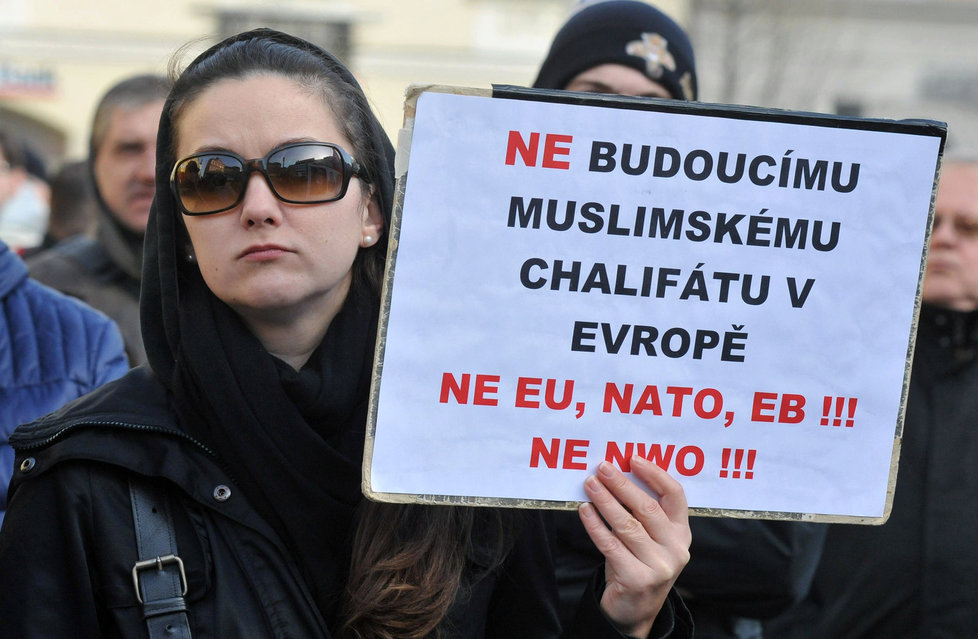 NE BUDOUCÍMU
MUSLIMSKÉMU
CHALIFÁTU V
EVROPĚ
NE EU, NATO, EB !!!
NE NWO !!!